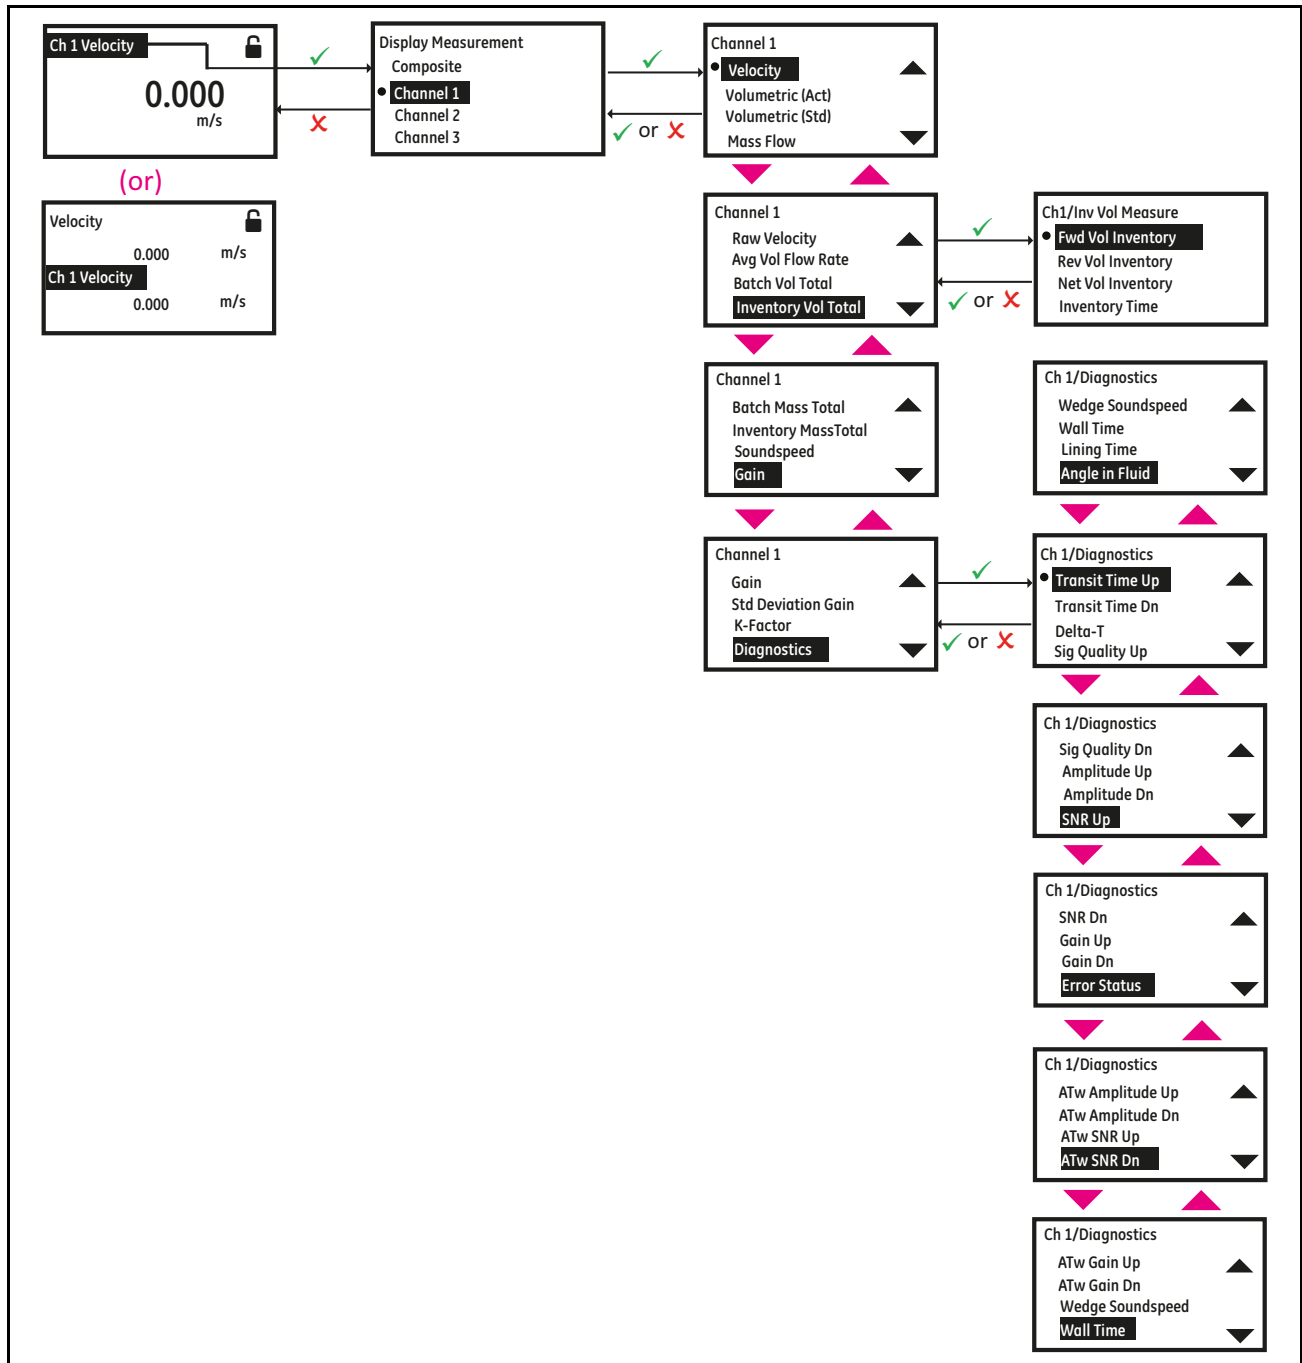 Ch 1 Velocity
0.000
m/s
(or)
Velocity
0.000 m/s
Ch 1 Velocity
0.000 m/s
✓
✗
Display Measurement
Composite
Channel 1
Channel 2
Channel 3
✓
✓ or ✗
Channel 1
Velocity
Volumetric (Act)
Volumetric (Std)
Mass Flow
Channel 1
Raw Velocity
Avg Vol Flow Rate
Batch Vol Total
Inventory Vol Total
✓
✓ or ✗
Ch1/Inv Vol Measure
Fwd Vol Inventory
Rev Vol Inventory
Net Vol Inventory
Inventory Time
Channel 1
Batch Mass Total
Inventory MassTotal
Soundspeed
Gain
Ch 1/Diagnostics
Wedge Soundspeed
Wall Time
Lining Time
Angle in Fluid
Channel 1
Gain
Std Deviation Gain
K-Factor
Diagnostics
✓
✓ or ✗
Ch 1/Diagnostics
Transit Time Up
Transit Time Dn
Delta-T
Sig Quality Up
Ch 1/Diagnostics
Sig Quality Dn
Amplitude Up
Amplitude Dn
SNR Up
Ch 1/Diagnostics
SNR Dn
Gain Up
Gain Dn
Error Status
Ch 1/Diagnostics
ATw Amplitude Up
ATw Amplitude Dn
ATw SNR Up
ATw SNR Dn
Ch 1/Diagnostics
ATw Gain Up
ATw Gain Dn
Wedge Soundspeed
Wall Time